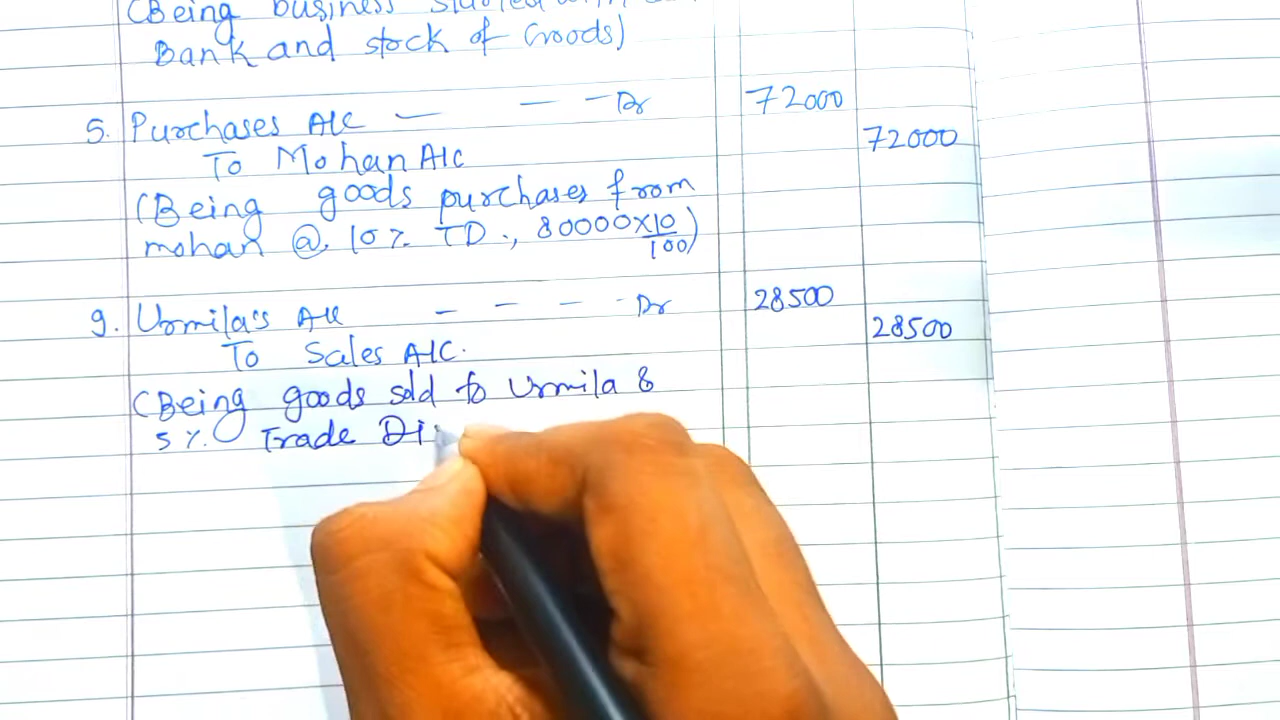 (Being business started with
Bank and stock of Goods)
5. Purchases A/c — — - Dr 72000
To Mohan A/c 72000
(Being goods purchases from
mohan @ 10% TD., 80000x10/100)
9. Urmila's A/c - - - - Dr 28500
To Sales A/C. 28500
(Being goods sold to Urmila &
5%. Trade Di